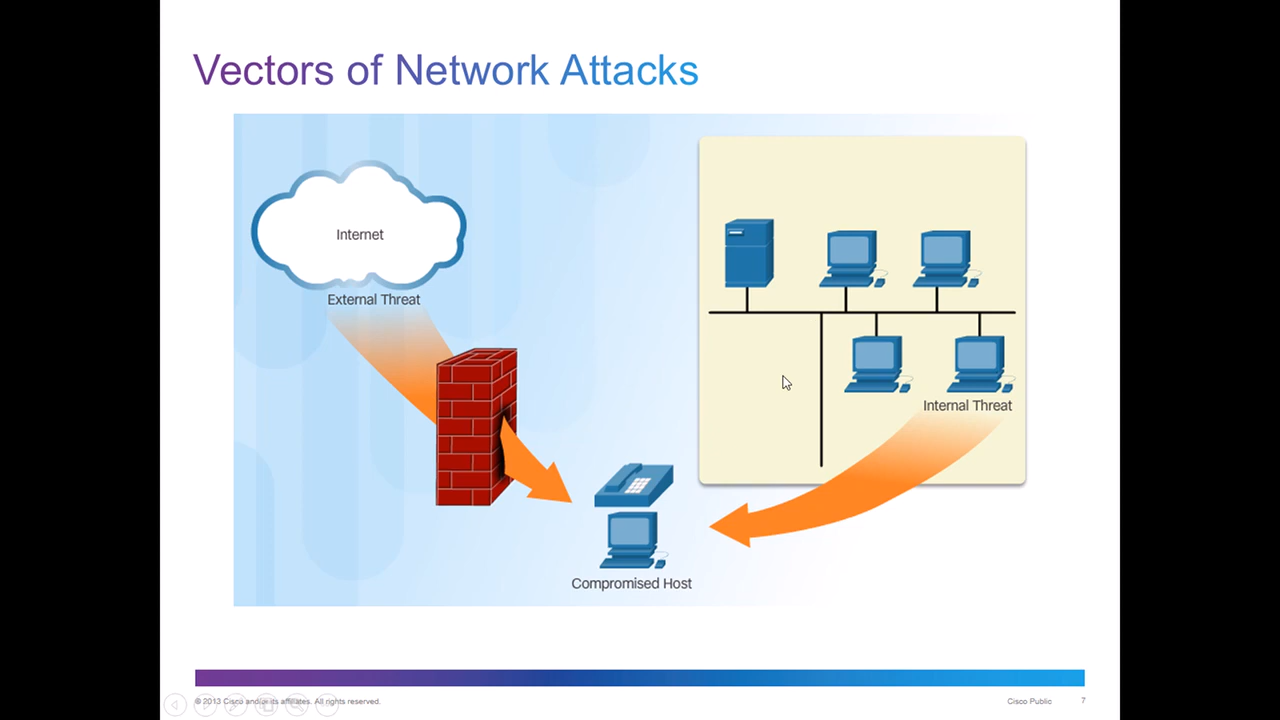 Vectors of Network Attacks
Internet
External Threat
Internal Threat
Compromised Host
© 2013 Cisco and/or its affiliates. All rights reserved.
Cisco Public
7